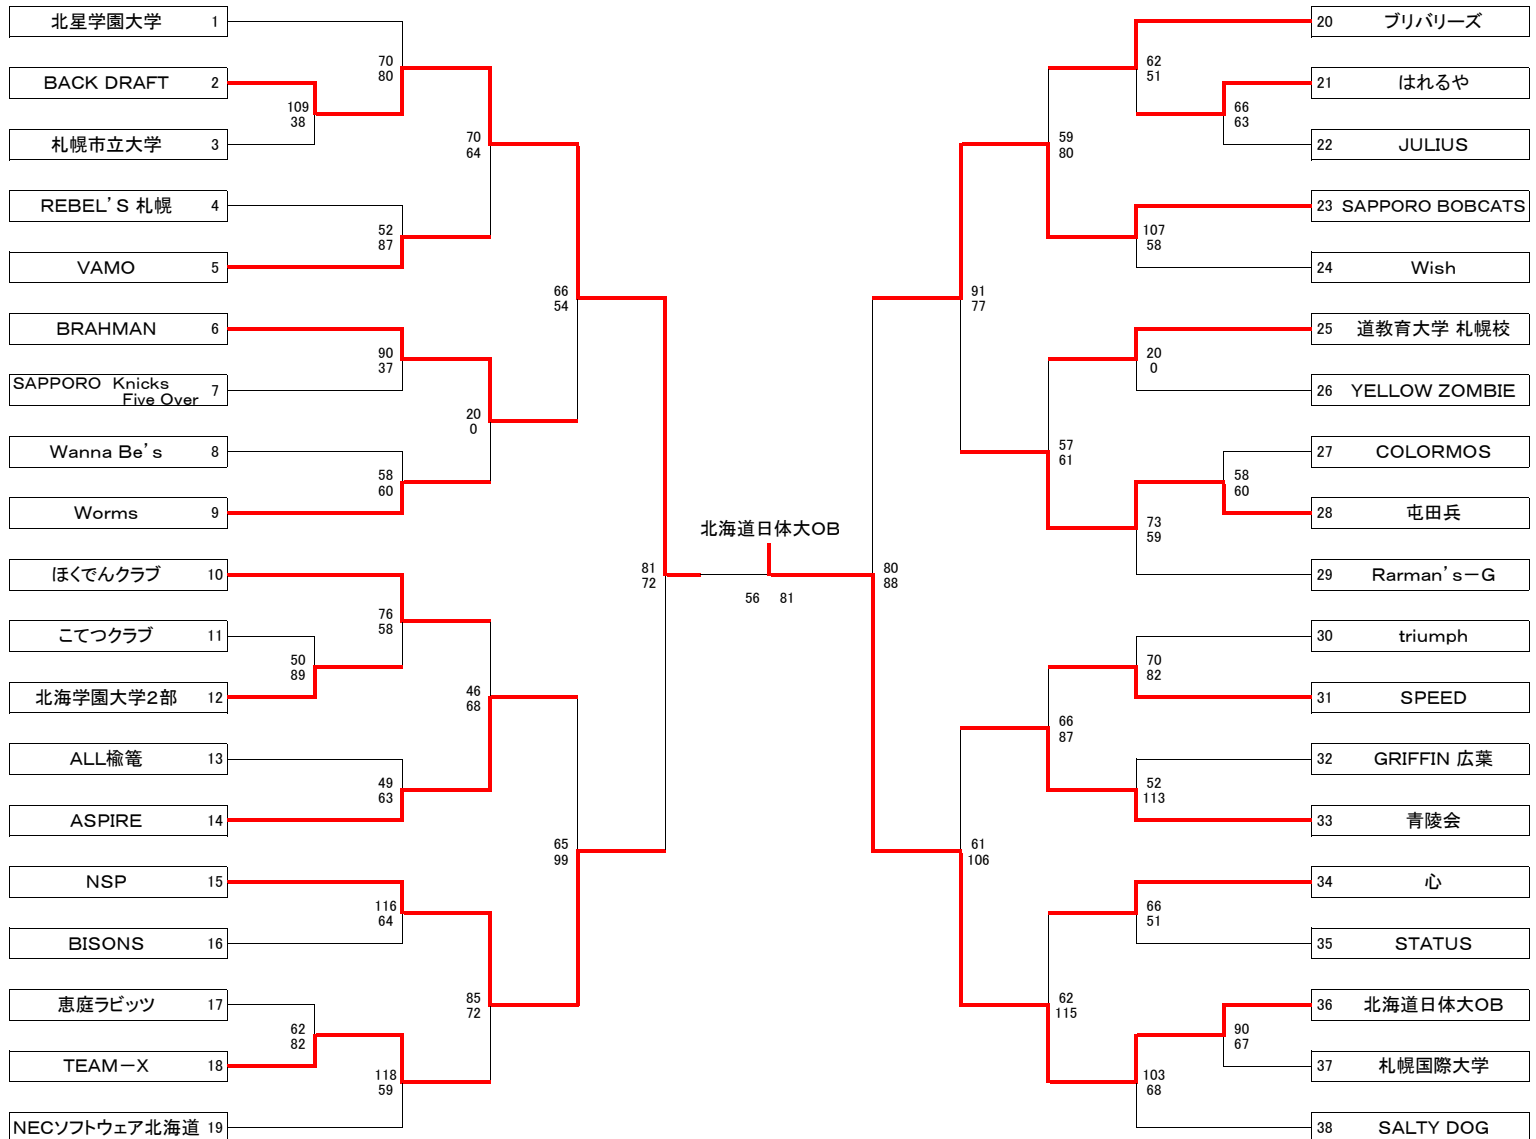 北星学園大学 1
BACK DRAFT 2
札幌市立大学 3
REBEL'S 札幌 4
VAMO 5
BRAHMAN 6
SAPPORO Knicks
Five Over 7
Wanna Be's 8
Worms 9
ほくでんクラブ 10
こてつクラブ 11
北海学園大学2部 12
ALL楡篭 13
ASPIRE 14
NSP 15
BISONS 16
恵庭ラビッツ 17
TEAM－X 18
NECソフトウェア北海道 19
109
38
50
89
62
82
70
80
52
87
90
37
58
60
76
58
49
63
116
64
118
59
70
64
20
0
46
68
85
72
66
54
65
99
81
72
北海道日体大OB
56 81
80
88
91
77
61
106
59
80
57
61
66
87
62
115
62
51
107
58
20
0
73
59
70
82
52
113
66
51
103
68
66
63
58
60
90
67
20 ブリバリーズ
21 はれるや
22 JULIUS
23 SAPPORO BOBCATS
24 Wish
25 道教育大学 札幌校
26 YELLOW ZOMBIE
27 COLORMOS
28 屯田兵
29 Rarman's－G
30 triumph
31 SPEED
32 GRIFFIN 広葉
33 青陵会
34 心
35 STATUS
36 北海道日体大OB
37 札幌国際大学
38 SALTY DOG